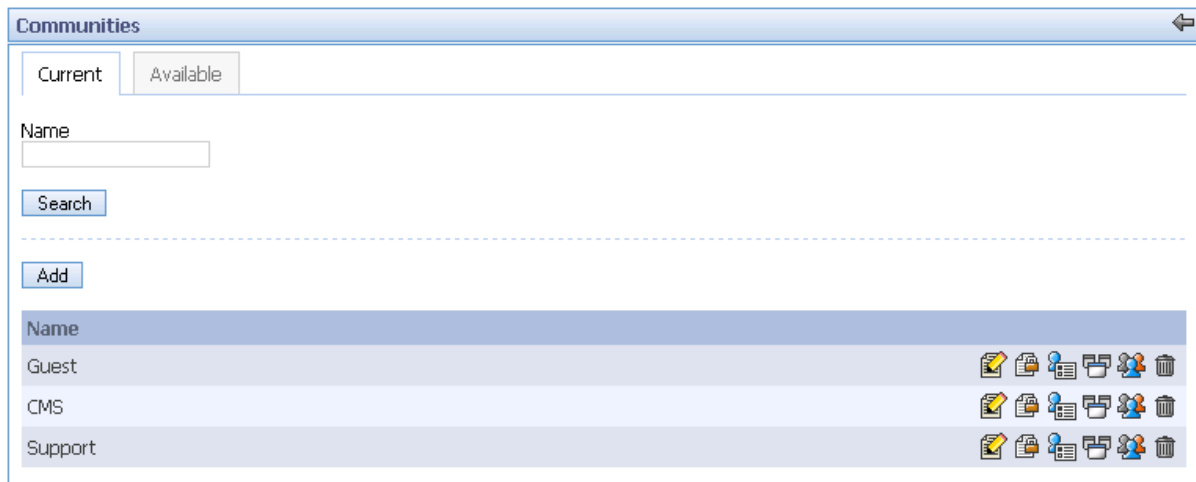 Communities
Current Available
Name
Search
Add
Name
Guest
CMS
Support